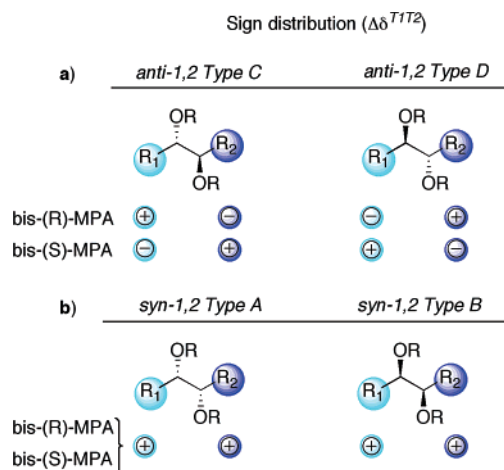 Sign distribution (Δδ^T1T2)
a) anti-1,2 Type C anti-1,2 Type D
OR OR
R1 R2 R1 R2
OR OR
bis-(R)-MPA + − − +
bis-(S)-MPA − + + −
b) syn-1,2 Type A syn-1,2 Type B
OR OR
R1 R2 R1 R2
OR OR
bis-(R)-MPA
+ + + +
bis-(S)-MPA